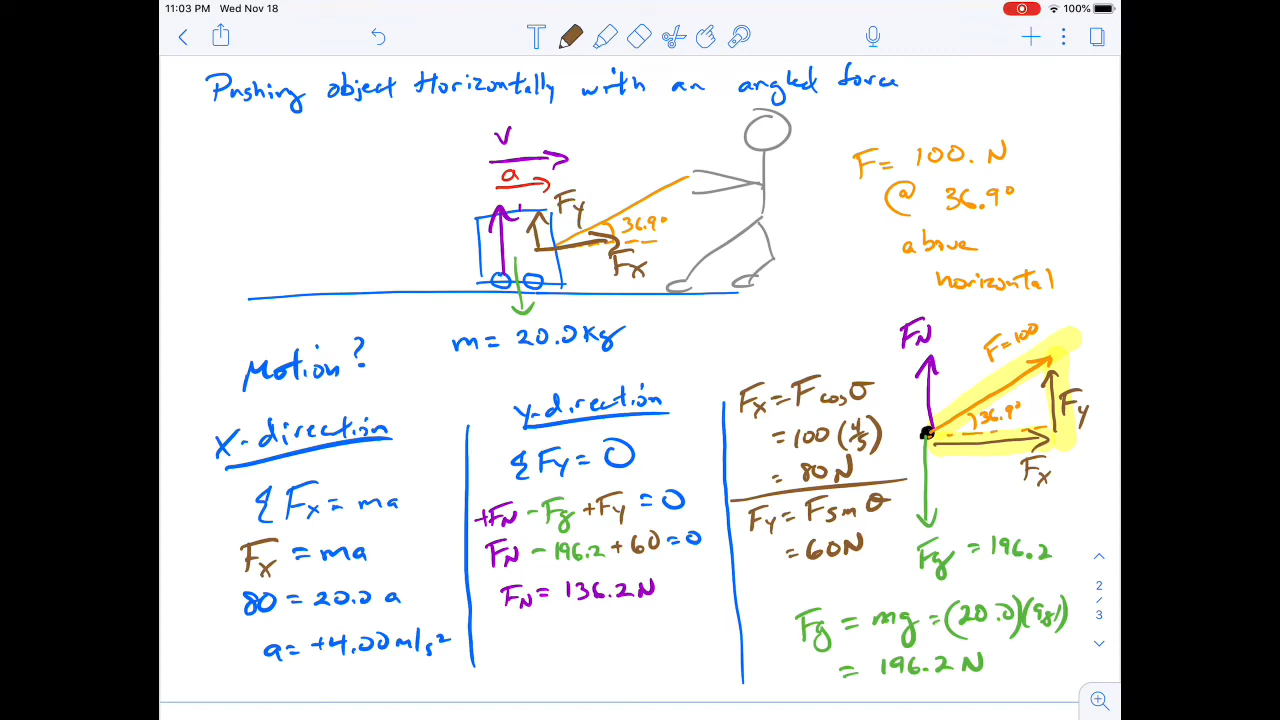 11:03 PM Wed Nov 18
100%
T
Pushing object Horizontally with an angled force
v
a
Fy
36.9°
Fx
F = 100. N
@ 36.9°
above
horizontal
m = 20.0 kg
Motion?
X-direction
ΣFx = ma
Fx = ma
80 = 20.0 a
a = +4.00 m/s²
Y-direction
ΣFy = 0
+FN - Fg + Fy = 0
FN - 196.2 + 60 = 0
FN = 136.2 N
Fx = F cos θ
= 100 (4/5)
= 80 N
Fy = F sin θ
= 60 N
FN
F = 100
36.9°
Fy
Fx
Fg = 196.2
Fg = mg = (20.0)(9.81)
= 196.2 N
2
/
3